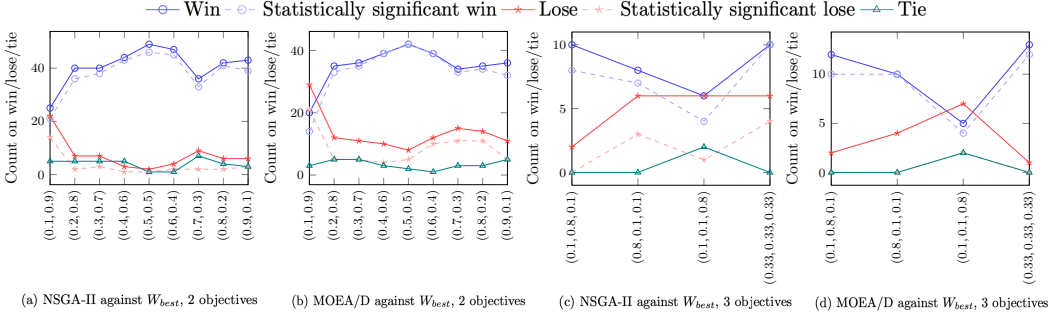 Win Statistically significant win Lose Statistically significant lose Tie
Count on win/lose/tie
40
20
0
(0.1, 0.9)
(0.2, 0.8)
(0.3, 0.7)
(0.4, 0.6)
(0.5, 0.5)
(0.6, 0.4)
(0.7, 0.3)
(0.8, 0.2)
(0.9, 0.1)
(a) NSGA-II against W_best, 2 objectives
Count on win/lose/tie
40
20
0
(0.1, 0.9)
(0.2, 0.8)
(0.3, 0.7)
(0.4, 0.6)
(0.5, 0.5)
(0.6, 0.4)
(0.7, 0.3)
(0.8, 0.2)
(0.9, 0.1)
(b) MOEA/D against W_best, 2 objectives
Count on win/lose/tie
10
5
0
(0.1, 0.8, 0.1)
(0.8, 0.1, 0.1)
(0.1, 0.1, 0.8)
(0.33, 0.33, 0.33)
(c) NSGA-II against W_best, 3 objectives
Count on win/lose/tie
10
5
0
(0.1, 0.8, 0.1)
(0.8, 0.1, 0.1)
(0.1, 0.1, 0.8)
(0.33, 0.33, 0.33)
(d) MOEA/D against W_best, 3 objectives